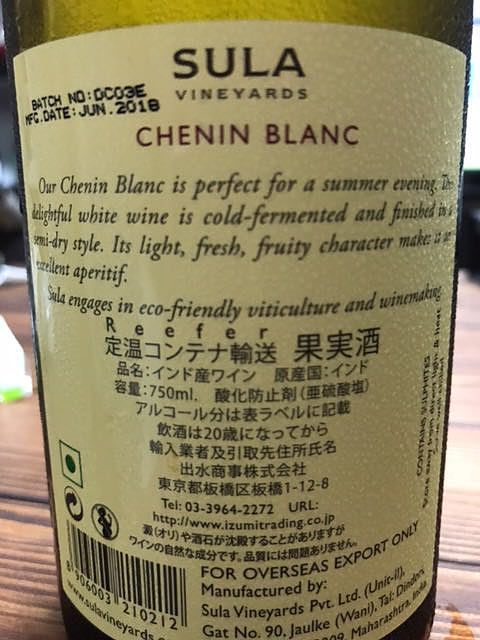 SULA
VINEYARDS
BATCH NO:DC03E
MFG.DATE:JUN.2018
CHENIN BLANC
Our Chenin Blanc is perfect for a summer evening. The
delightful white wine is cold-fermented and finished in a
semi-dry style. Its light, fresh, fruity character makes it an
excellent aperitif.
Sula engages in eco-friendly viticulture and winemaking.
Reefer
定温コンテナ輸送 果実酒
品名:インド産ワイン 原産国:インド
容量:750ml. 酸化防止剤(亜硫酸塩)
アルコール分は表ラベルに記載
飲酒は20歳になってから
輸入業者及引取先住所氏名
出水商事株式会社
東京都板橋区板橋1-12-8
Tel: 03-3964-2272 URL:
http://www.izumitrading.co.jp
澱(オリ)や酒石が沈殿することがありますが
ワインの自然な成分です。品質には問題ありません。
CONTAINS SULPHITES
Store away from direct light & heat
8 906003 210212
www.sulavineyards.c
FOR OVERSEAS EXPORT ONLY
Manufactured by:
Sula Vineyards Pvt. Ltd. (Unit-II),
Gat No. 90, Jaulke (Wani), Tal: Dindori,
209, Maharashtra, India